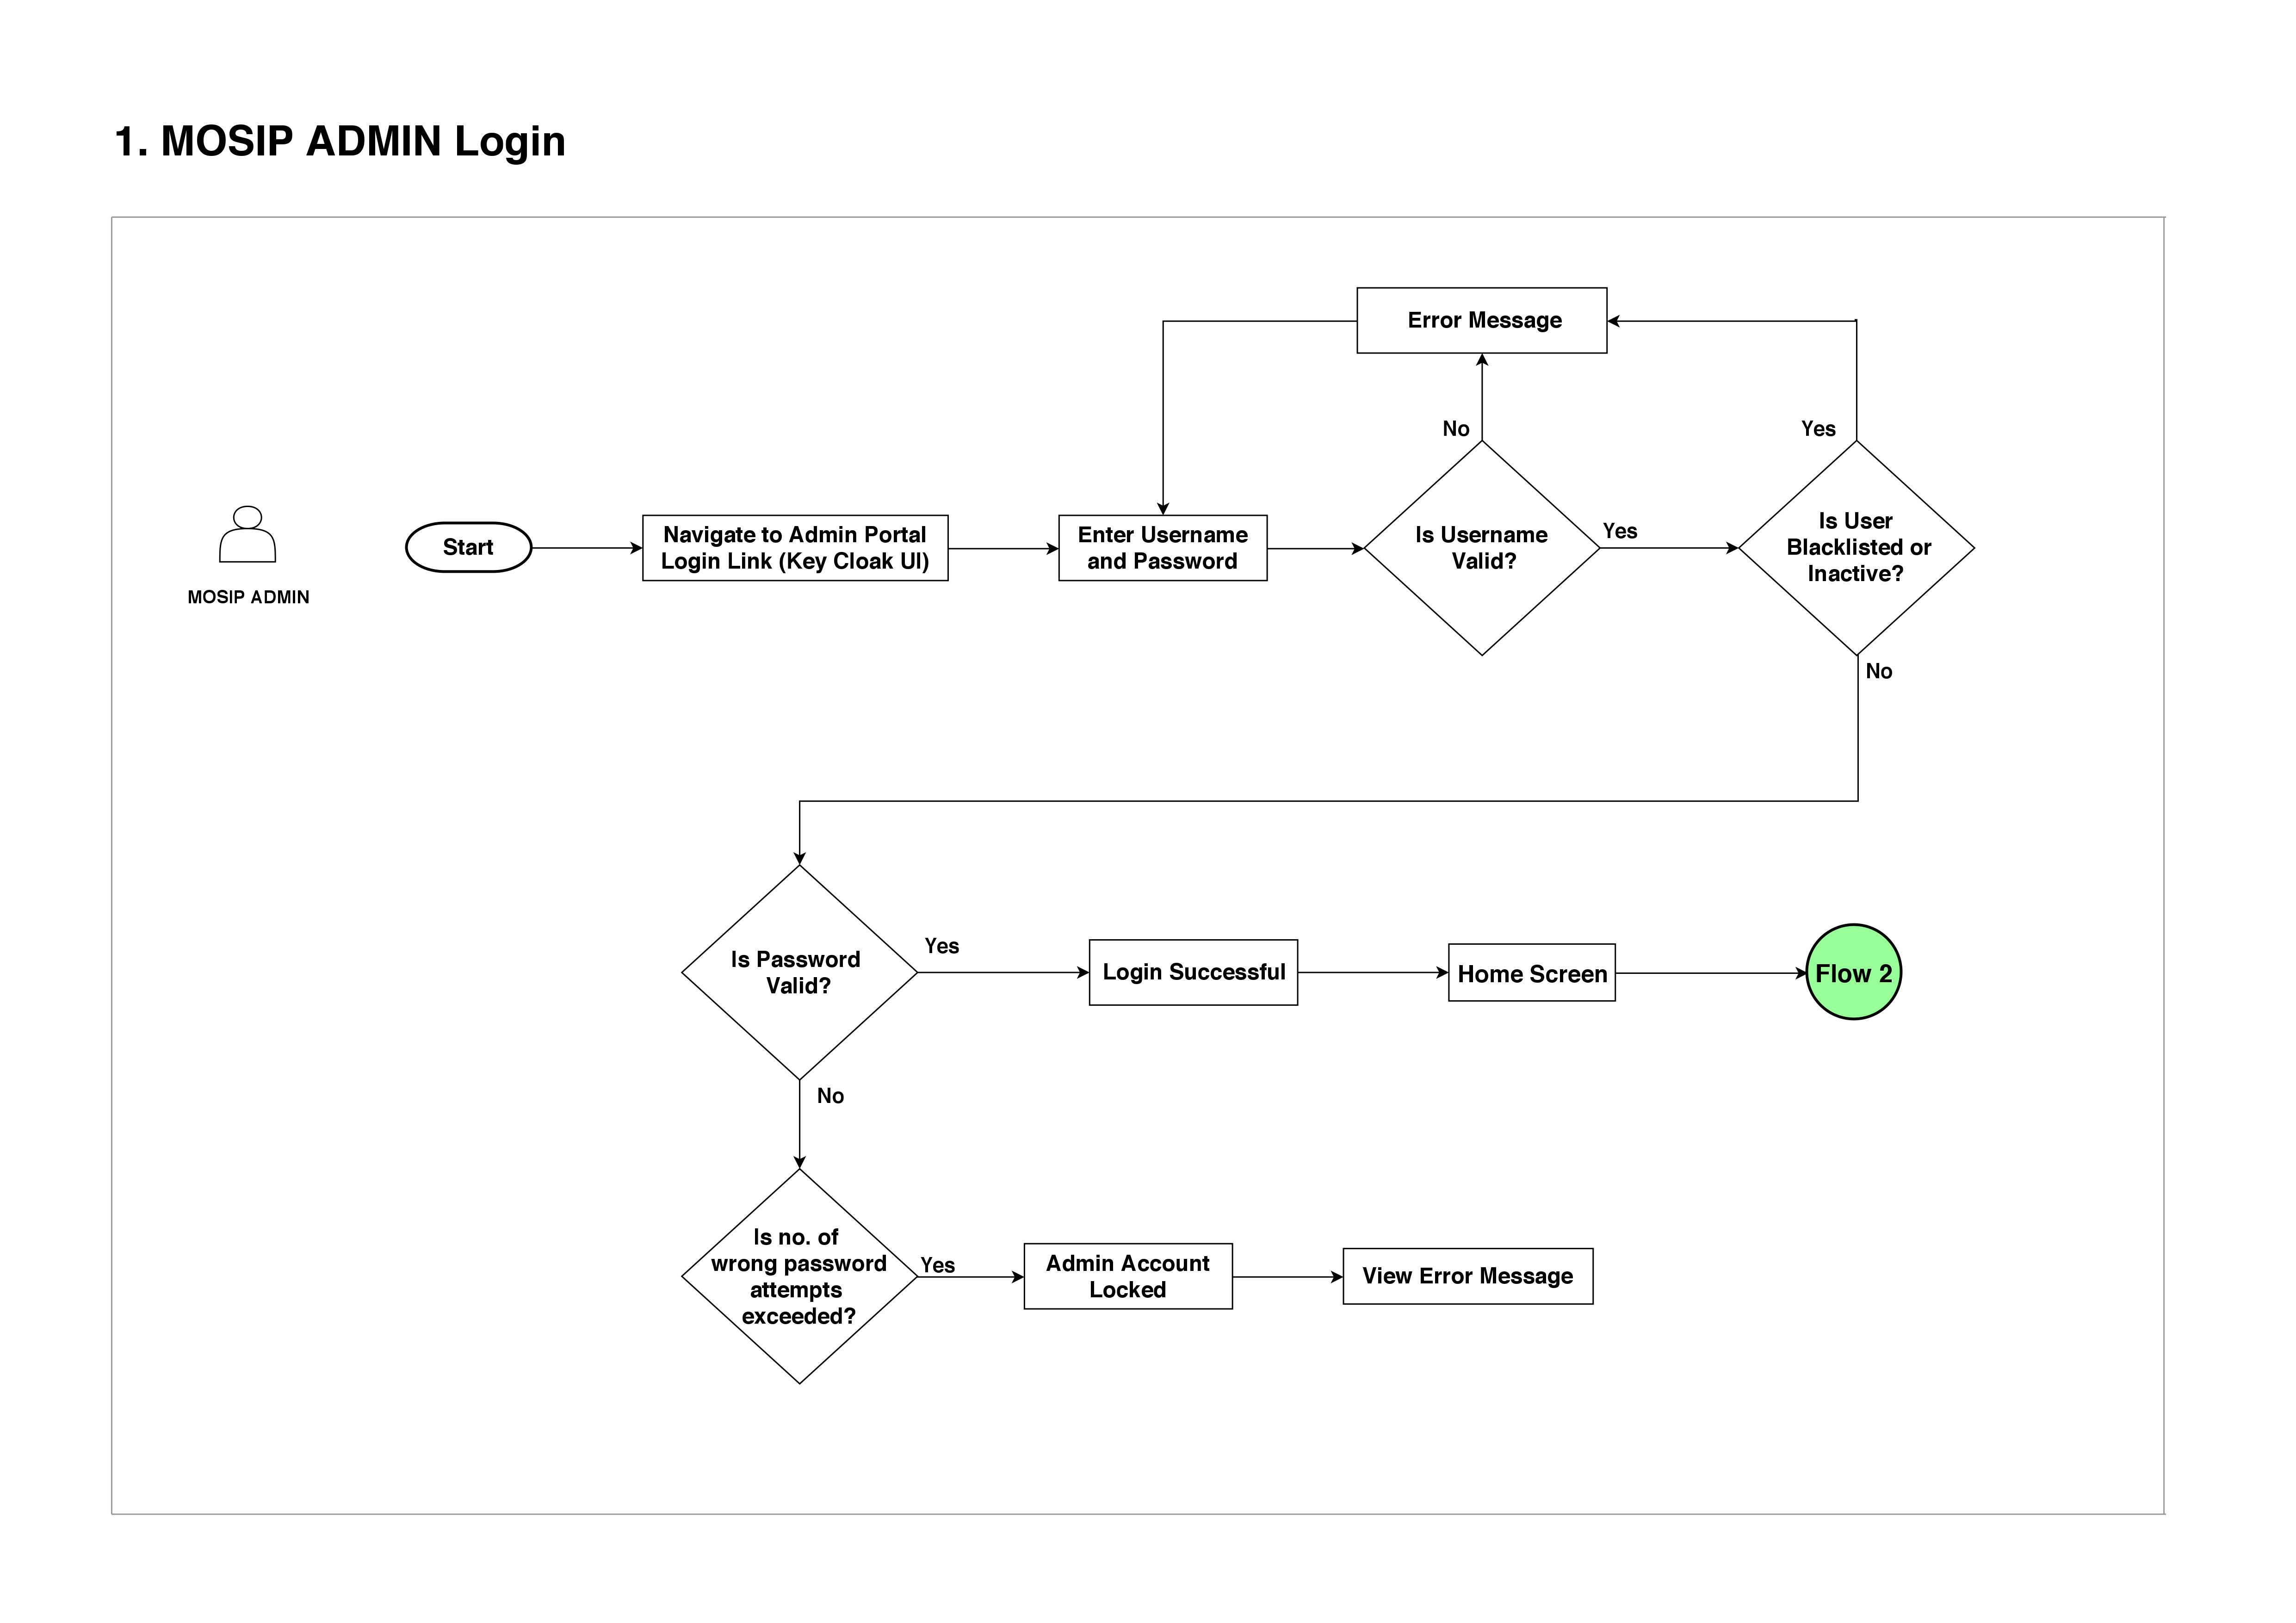 1. MOSIP ADMIN Login
Error Message
No
Yes
MOSIP ADMIN
Start
Navigate to Admin Portal
Login Link (Key Cloak UI)
Enter Username
and Password
Is Username
Valid?
Yes
Is User
Blacklisted or
Inactive?
No
Is Password
Valid?
Yes
Login Successful
Home Screen
Flow 2
No
Is no. of
wrong password
attempts
exceeded?
Yes
Admin Account
Locked
View Error Message